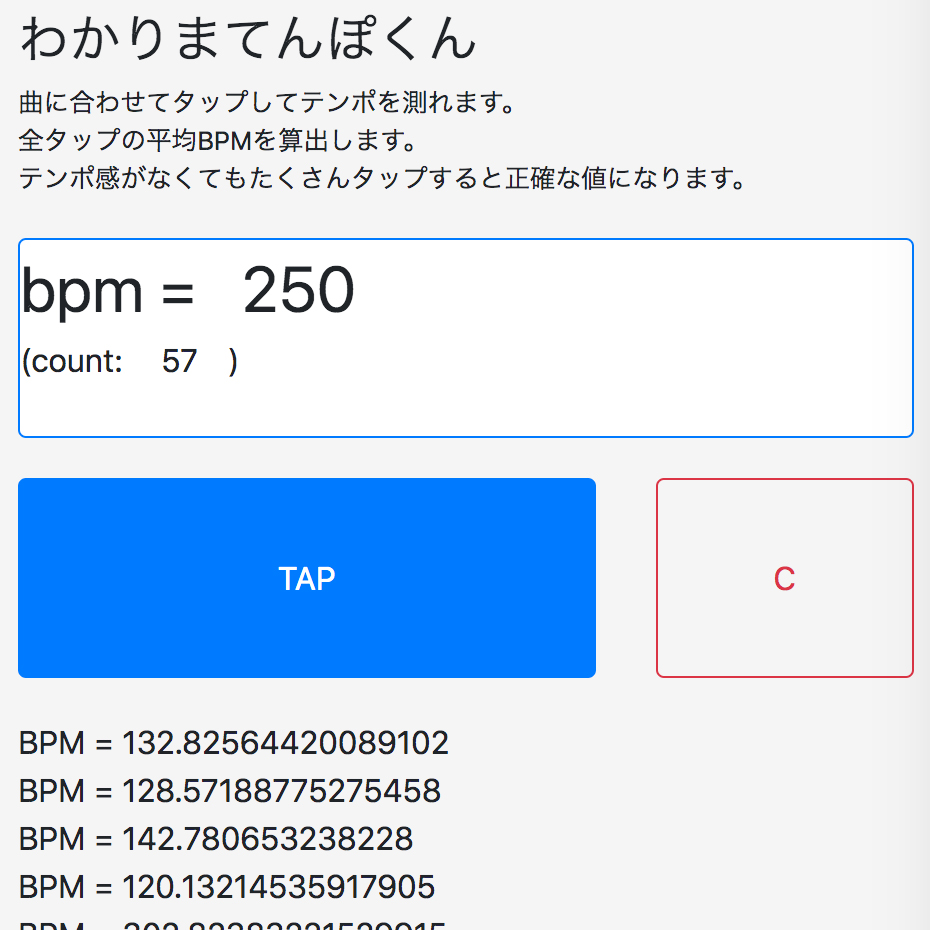 わかりまてんぽくん
曲に合わせてタップしてテンポを測れます。
全タップの平均BPMを算出します。
テンポ感がなくてもたくさんタップすると正確な値になります。
bpm = 250
(count: 57 )
TAP
C
BPM = 132.82564420089102
BPM = 128.57188775275458
BPM = 142.780653238228
BPM = 120.13214535917905